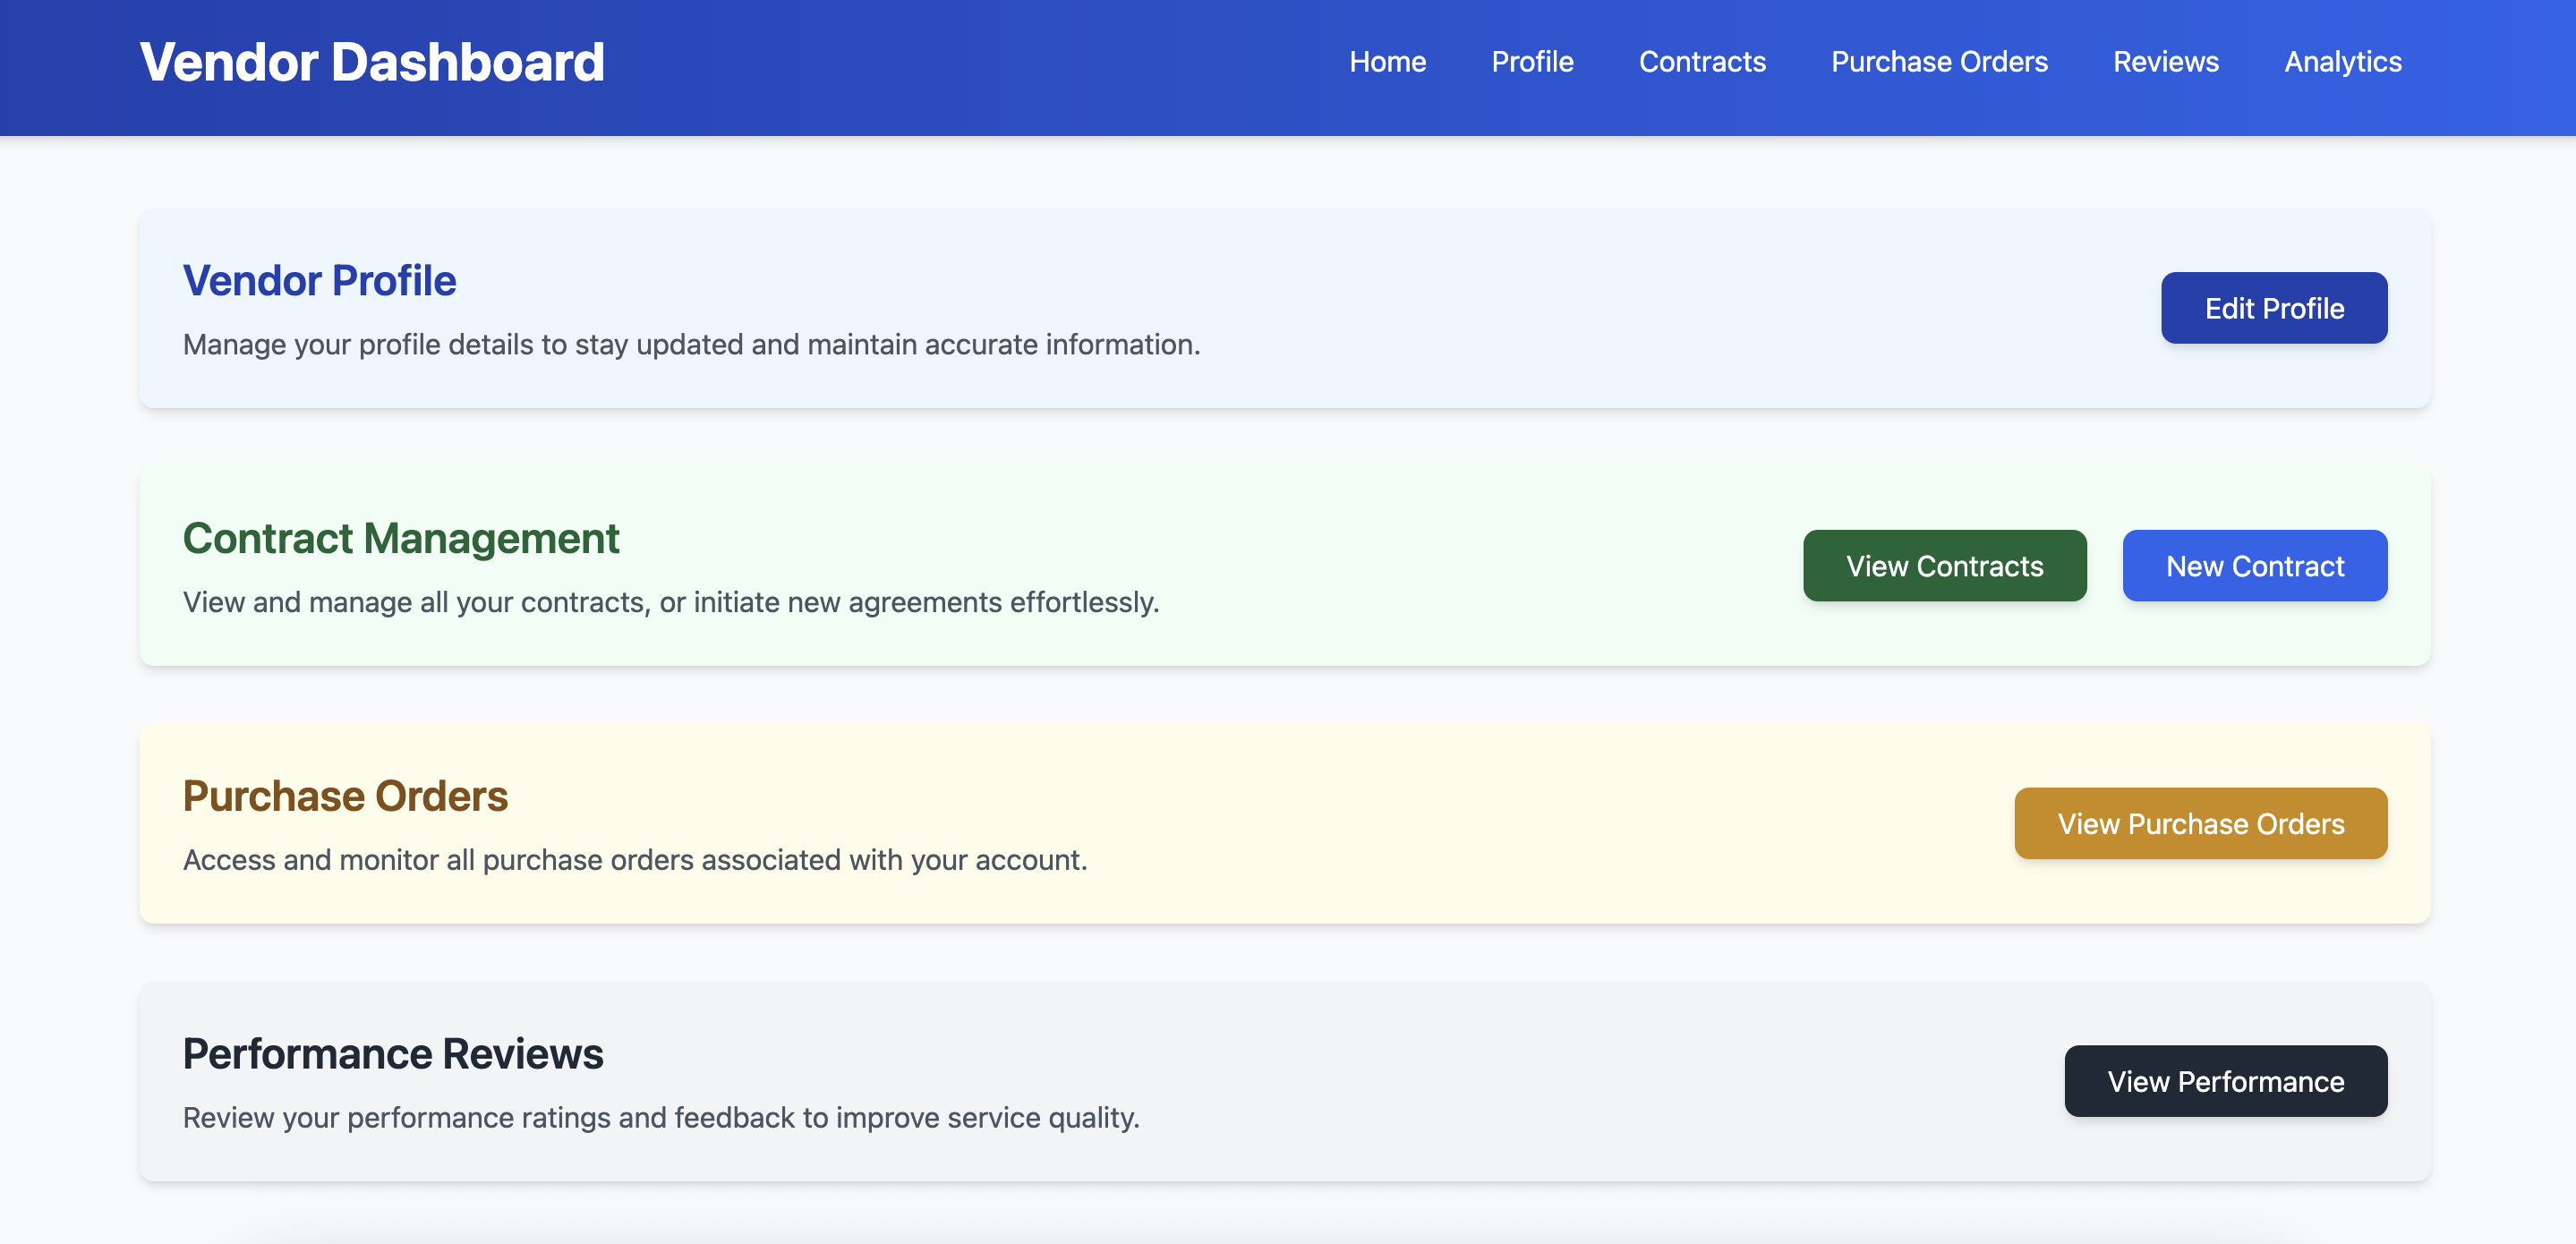 Vendor Dashboard
Home Profile Contracts Purchase Orders Reviews Analytics
Vendor Profile
Manage your profile details to stay updated and maintain accurate information.
Edit Profile
Contract Management
View and manage all your contracts, or initiate new agreements effortlessly.
View Contracts New Contract
Purchase Orders
Access and monitor all purchase orders associated with your account.
View Purchase Orders
Performance Reviews
Review your performance ratings and feedback to improve service quality.
View Performance